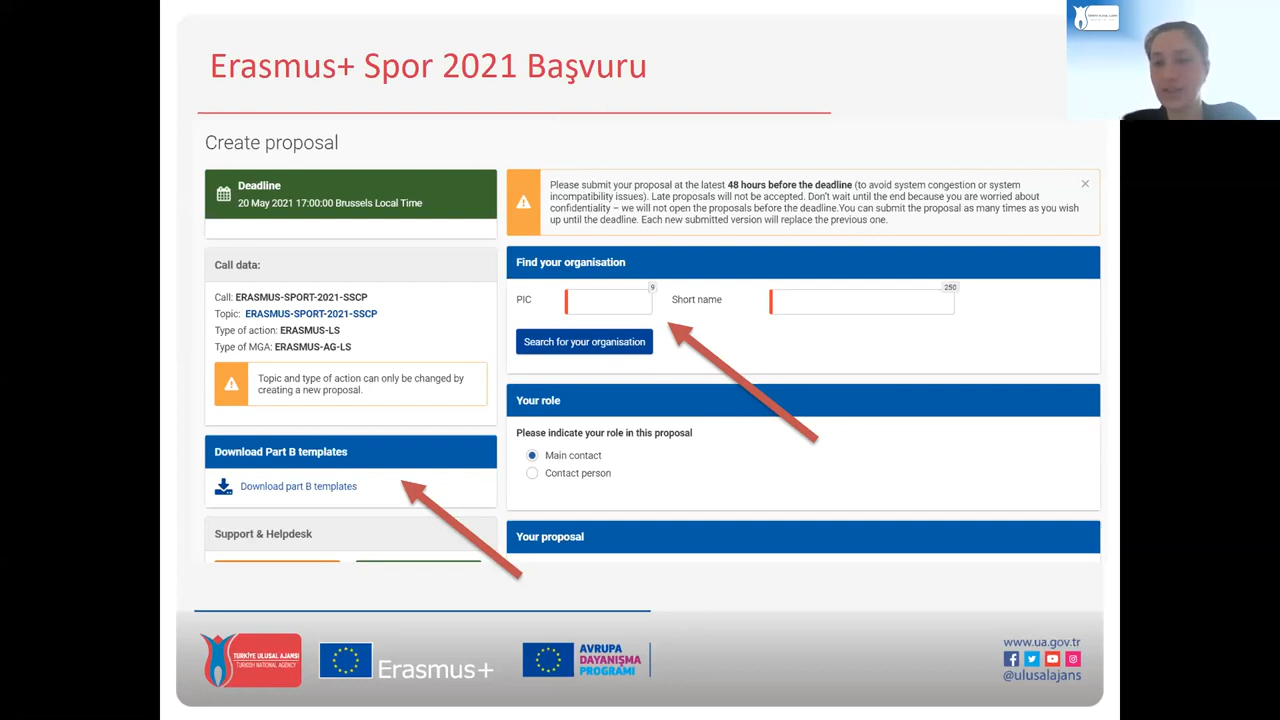 Erasmus+ Spor 2021 Başvuru
Create proposal
Deadline
20 May 2021 17:00:00 Brussels Local Time
Call data:
Call: ERASMUS-SPORT-2021-SSCP
Topic: ERASMUS-SPORT-2021-SSCP
Type of action: ERASMUS-LS
Type of MGA: ERASMUS-AG-LS
Topic and type of action can only be changed by
creating a new proposal.
Download Part B templates
Download part B templates
Support & Helpdesk
Please submit your proposal at the latest 48 hours before the deadline (to avoid system congestion or system
incompatibility issues). Late proposals will not be accepted. Don't wait until the end because you are worried about
confidentiality – we will not open the proposals before the deadline.You can submit the proposal as many times as you wish
up until the deadline. Each new submitted version will replace the previous one.
Find your organisation
9
250
PIC
Short name
Search for your organisation
Your role
Please indicate your role in this proposal
Main contact
Contact person
Your proposal
TÜRKİYE ULUSAL AJANSI
TURKISH NATIONAL AGENCY
Erasmus+
AVRUPA
DAYANIŞMA
PROGRAMI
www.ua.gov.tr
@ulusalajans